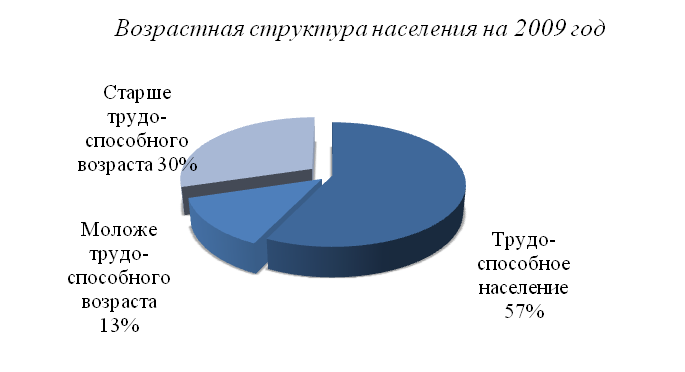 Возрастная структура населения на 2009 год
Старше
трудо-
способного
возраста 30%
Моложе
трудо-
способного
возраста
13%
Трудо-
способное
население
57%